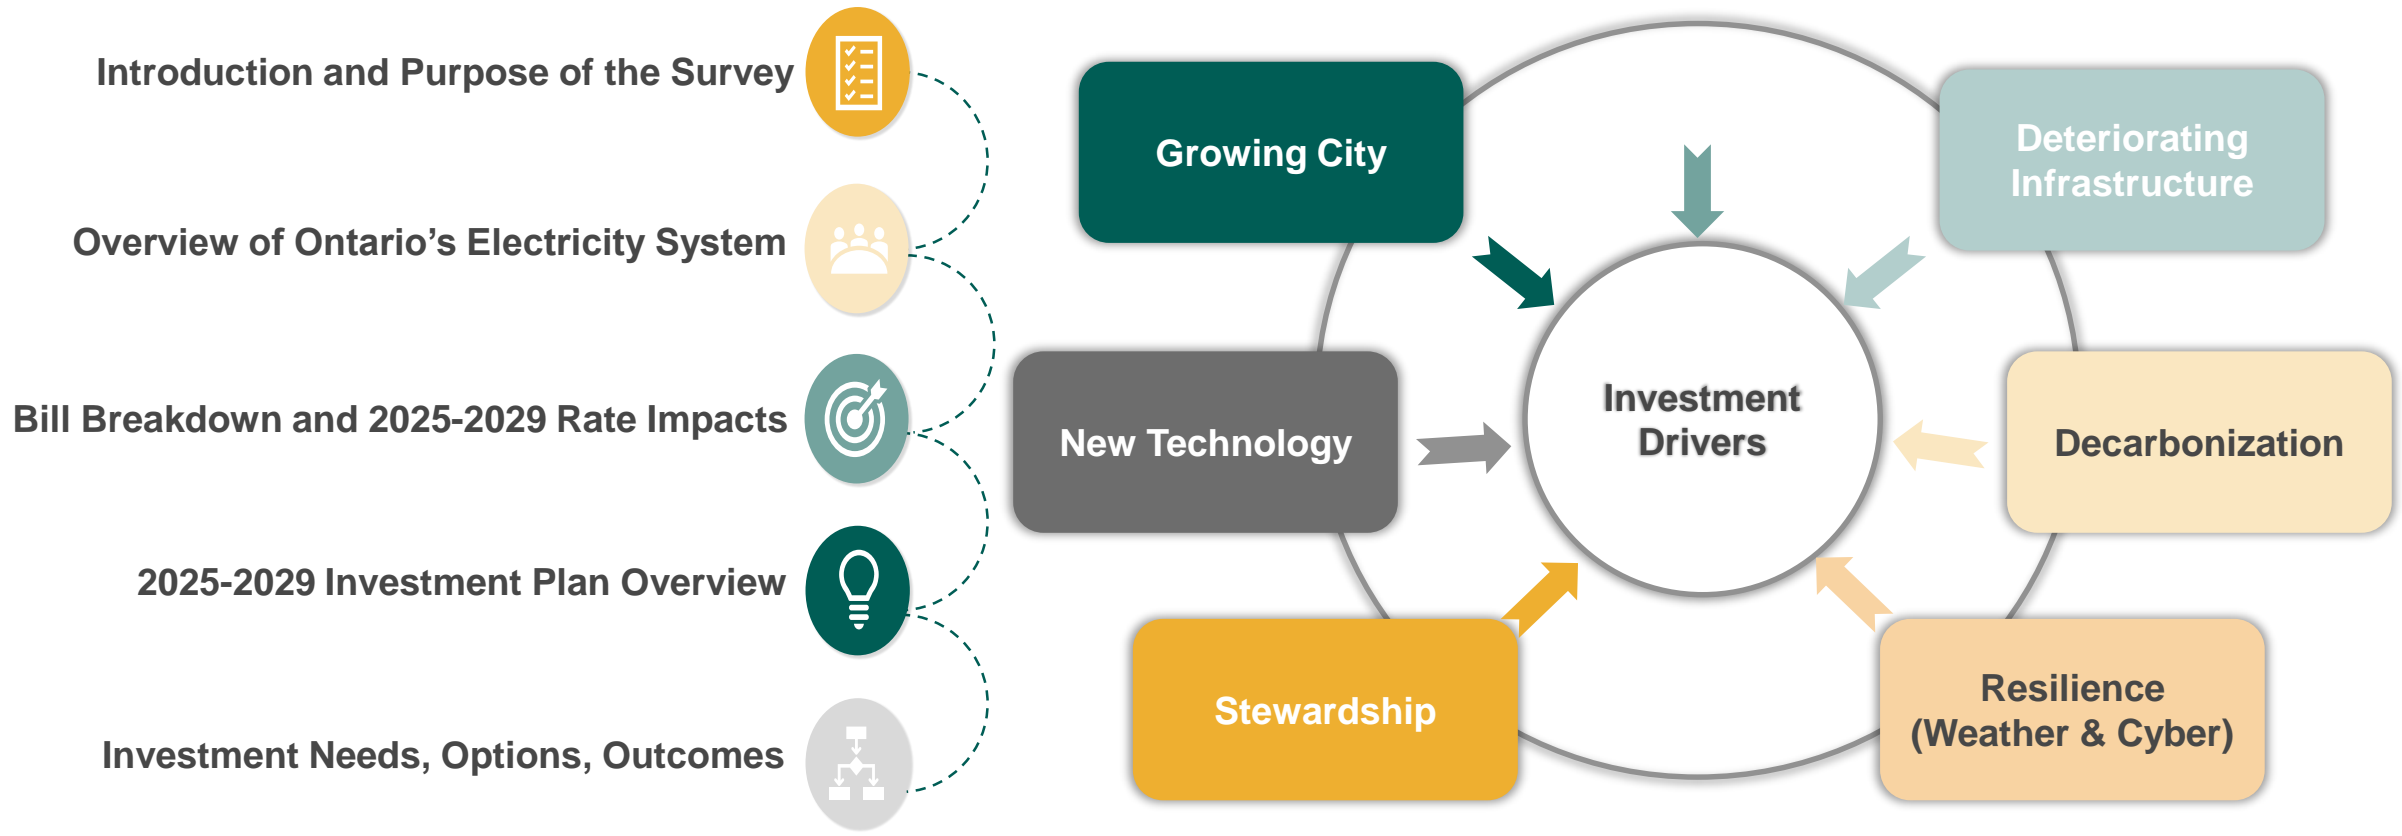 Introduction and Purpose of the Survey
Overview of Ontario’s Electricity System
Bill Breakdown and 2025-2029 Rate Impacts
2025-2029 Investment Plan Overview
Investment Needs, Options, Outcomes
Growing City
Deteriorating
Infrastructure
New Technology
Investment
Drivers
Decarbonization
Stewardship
Resilience
(Weather & Cyber)